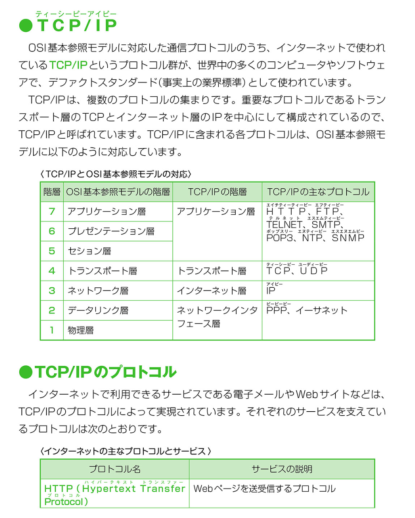 ティーシーピーアイピー
●TCP/IP
OSI基本参照モデルに対応した通信プロトコルのうち、インターネットで使われ
ているTCP/IPというプロトコル群が、世界中の多くのコンピュータやソフトウェ
アで、デファクトスタンダード(事実上の業界標準)として使われています。
TCP/IPは、複数のプロトコルの集まりです。重要なプロトコルであるトラン
スポート層のTCPとインターネット層のIPを中心にして構成されているので、
TCP/IPと呼ばれています。TCP/IPに含まれる各プロトコルは、OSI基本参照モ
デルに以下のように対応しています。
〈TCP/IPとOSI基本参照モデルの対応〉
階層 OSI基本参照モデルの階層 TCP/IPの階層 TCP/IPの主なプロトコル
エイチティーティーピー エフティーピー
7 アプリケーション層 アプリケーション層 HTTP、FTP、
テルネット エスエムティーピー
6 プレゼンテーション層 TELNET、SMTP、
ポップスリー エヌティーピー エスエヌエムピー
POP3、NTP、SNMP
5 セション層
ティーシーピー ユーディーピー
4 トランスポート層 トランスポート層 TCP、UDP
アイピー
3 ネットワーク層 インターネット層 IP
ピーピーピー
2 データリンク層 ネットワークインタ PPP、イーサネット
フェース層
1 物理層
●TCP/IPのプロトコル
インターネットで利用できるサービスである電子メールやWebサイトなどは、
TCP/IPのプロトコルによって実現されています。それぞれのサービスを支えてい
るプロトコルは次のとおりです。
〈インターネットの主なプロトコルとサービス〉
プロトコル名 サービスの説明
ハイパーテキスト トランスファー
HTTP(Hypertext Transfer Webページを送受信するプロトコル
プロトコル
Protocol)